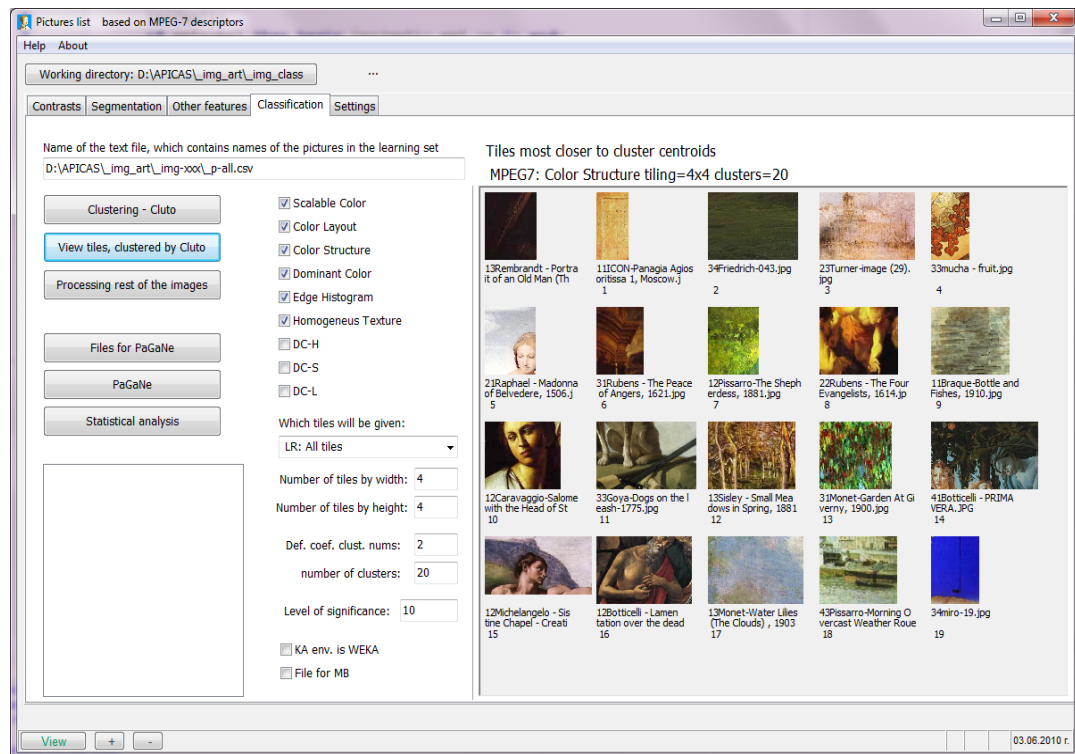 Pictures list based on MPEG-7 descriptors
Help About
Working directory: D:\APICAS\_img_art\_img_class
...
Contrasts Segmentation Other features Classification Settings
Name of the text file, which contains names of the pictures in the learning set
D:\APICAS\_img_art\_img-xxx\_p-all.csv
Clustering - Cluto
View tiles, clustered by Cluto
Processing rest of the images
Files for PaGaNe
PaGaNe
Statistical analysis
Scalable Color
Color Layout
Color Structure
Dominant Color
Edge Histogram
Homogeneus Texture
DC-H
DC-S
DC-L
Which tiles will be given:
LR: All tiles
Number of tiles by width: 4
Number of tiles by height: 4
Def. coef. clust. nums: 2
number of clusters: 20
Level of significance: 10
KA env. is WEKA
File for MB
Tiles most closer to cluster centroids
MPEG7: Color Structure tiling=4x4 clusters=20
13Rembrandt - Portra
it of an Old Man (Th
11ICON-Panagia Agios
oritissa 1, Moscow.j
1
34Friedrich-043.jpg
2
23Turner-image (29).
jpg
3
33mucha - fruit.jpg
4
21Raphael - Madonna
of Belvedere, 1506.j
5
31Rubens - The Peace
of Angers, 1621.jpg
6
12Pissarro-The Sheph
erdess, 1881.jpg
7
22Rubens - The Four
Evangelists, 1614.jp
8
11Braque-Bottle and
Fishes, 1910.jpg
9
12Caravaggio-Salome
with the Head of St
10
33Goya-Dogs on the l
eash-1775.jpg
11
13Sisley - Small Mea
dows in Spring, 1881
12
31Monet-Garden At Gi
verny, 1900.jpg
13
41Botticelli - PRIMA
VERA.JPG
14
12Michelangelo - Sis
tine Chapel - Creati
15
12Botticelli - Lamen
tation over the dead
16
13Monet-Water Lilies
(The Clouds) , 1903
17
43Pissarro-Morning O
vercast Weather Roue
18
34miro-19.jpg
19
View + -
03.06.2010 г.